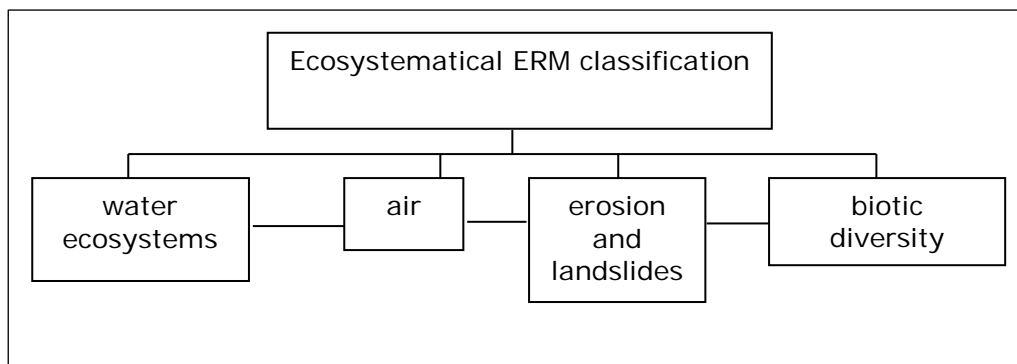 Ecosystematical ERM classification
water
ecosystems
air
erosion
and
landslides
biotic
diversity